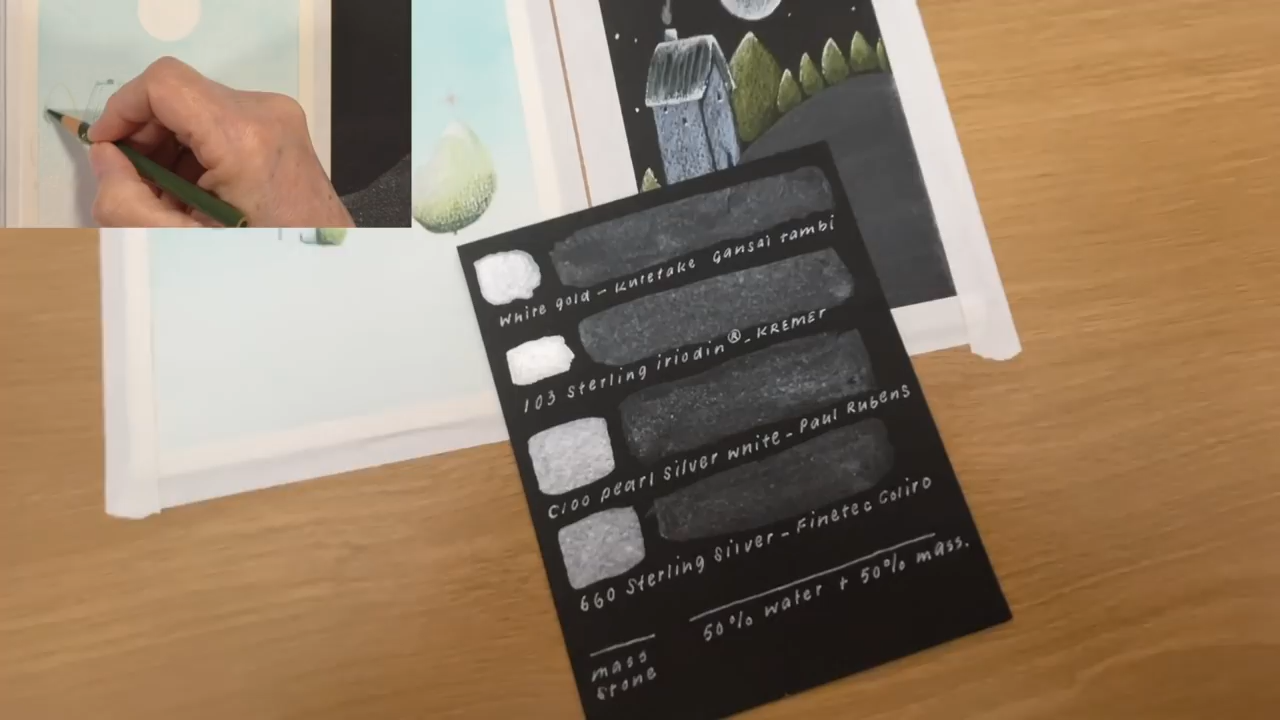 White gold - Kuretake Gansai Tambi
103 Sterling iriodin®- KREMER
C100 Pearl Silver white - Paul Rubens
660 Sterling Silver - Finetec Coliro
50% water + 50% mass.
mass
stone